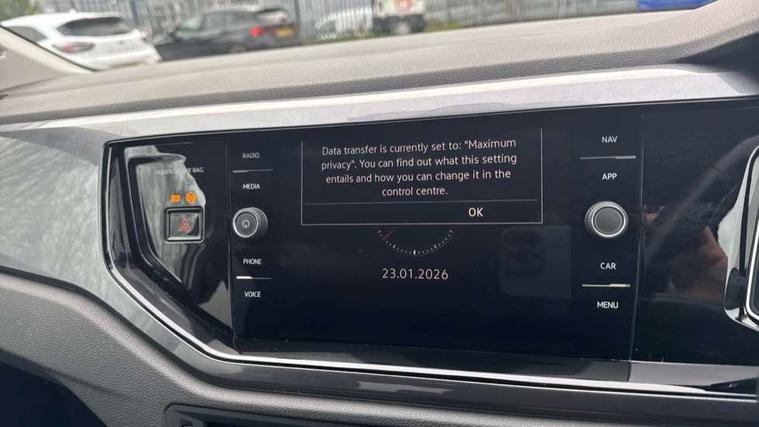 RADIO
MEDIA
PHONE
VOICE
Data transfer is currently set to: "Maximum
privacy". You can find out what this setting
entails and how you can change it in the
control centre.
OK
23.01.2026
NAV
APP
CAR
MENU